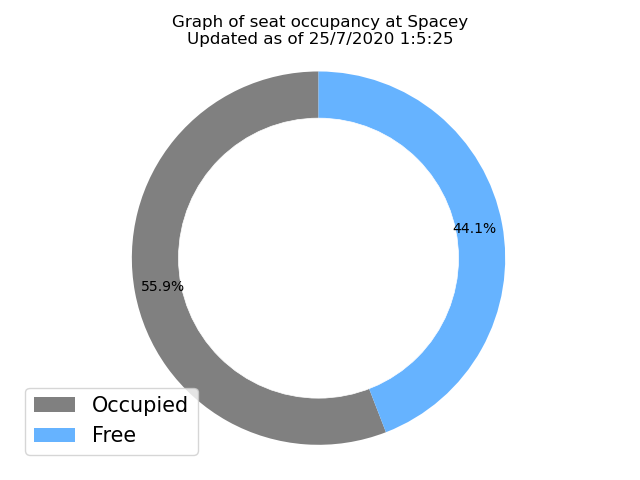 Graph of seat occupancy at Spacey
Updated as of 25/7/2020 1:5:25
44.1%
55.9%
Occupied
Free